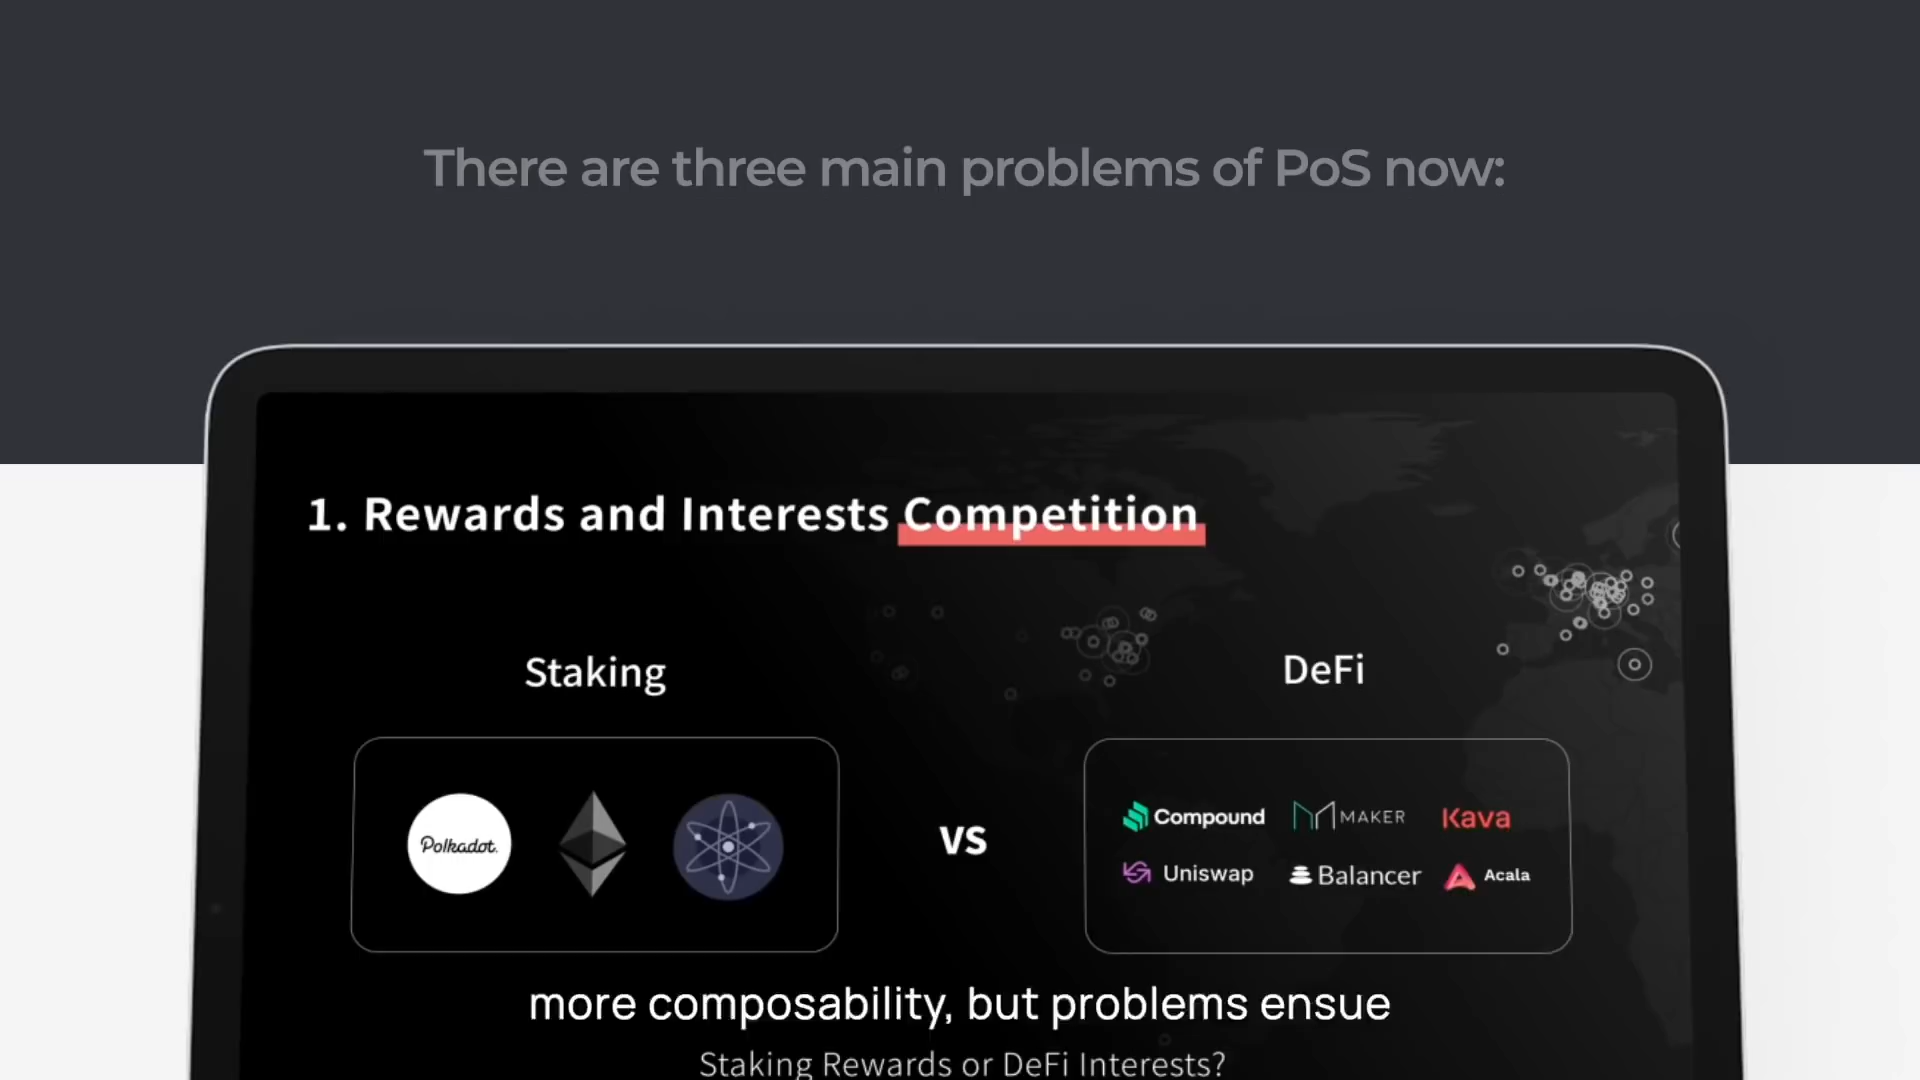 There are three main problems of PoS now:
1. Rewards and Interests Competition
Staking
DeFi
Polkadot.
VS
Compound
MAKER
Kava
Uniswap
Balancer
Acala
more composability, but problems ensue
Staking Rewards or DeFi Interests?